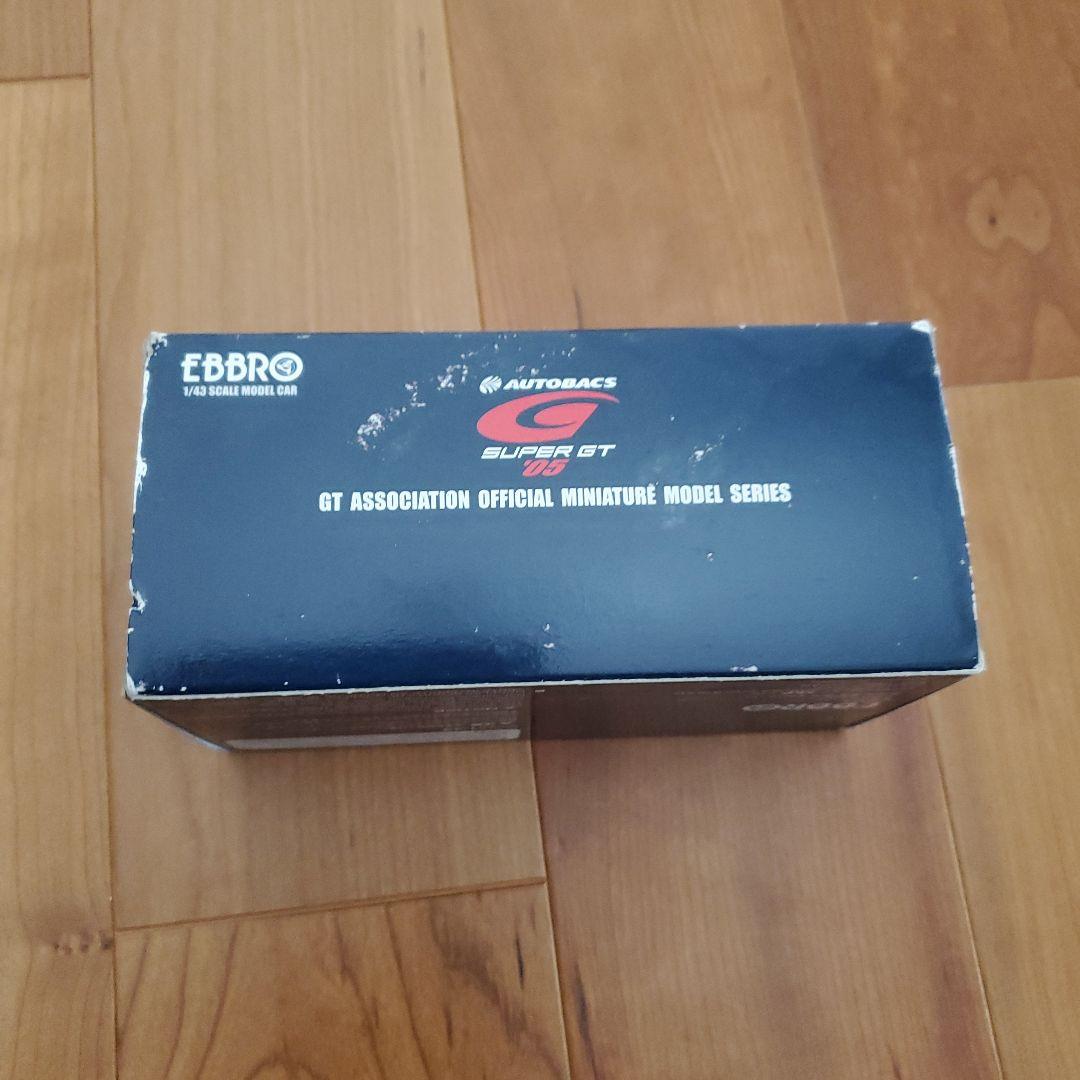 EBBRO
1/43 SCALE MODEL CAR
AUTOBACS
SUPER GT
'05
GT ASSOCIATION OFFICIAL MINIATURE MODEL SERIES